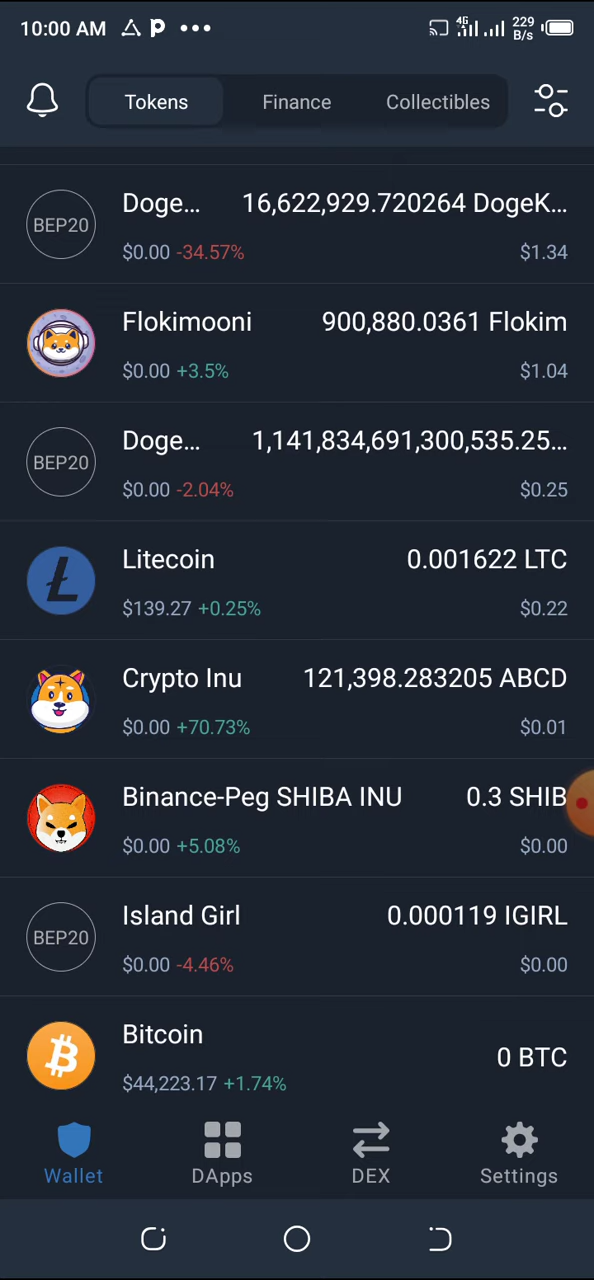 10:00 AM 4G 229 B/s
Tokens Finance Collectibles
BEP20 Doge... 16,622,929.720264 DogeK...
$0.00 -34.57% $1.34
Flokimooni 900,880.0361 Flokim
$0.00 +3.5% $1.04
BEP20 Doge... 1,141,834,691,300,535.25...
$0.00 -2.04% $0.25
Litecoin 0.001622 LTC
$139.27 +0.25% $0.22
Crypto Inu 121,398.283205 ABCD
$0.00 +70.73% $0.01
Binance-Peg SHIBA INU 0.3 SHIB
$0.00 +5.08% $0.00
BEP20 Island Girl 0.000119 IGIRL
$0.00 -4.46% $0.00
Bitcoin 0 BTC
$44,223.17 +1.74%
Wallet DApps DEX Settings